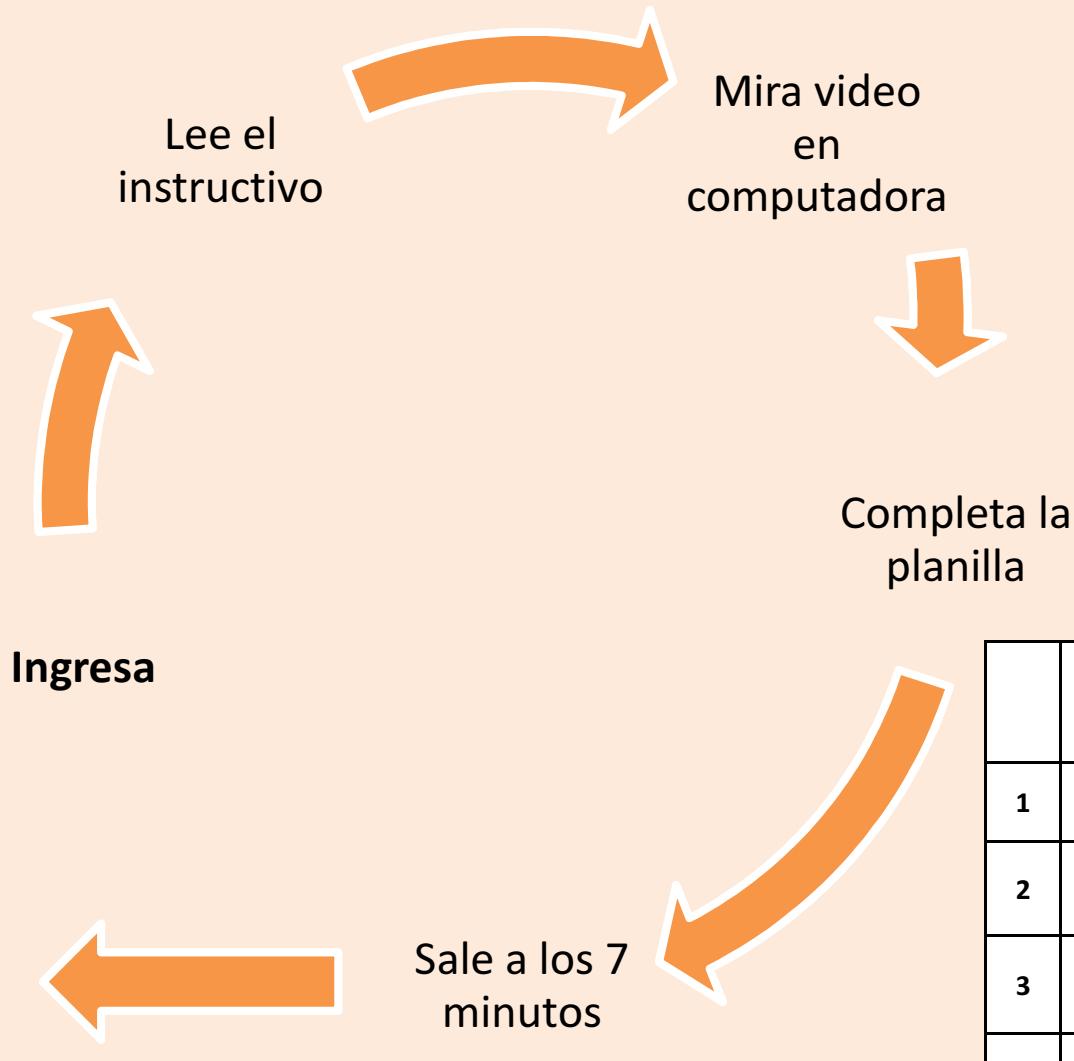 Lee el
instructivo
Mira video
en
computadora
Completa la
planilla
Ingresa
Sale a los 7
minutos
1
2
3